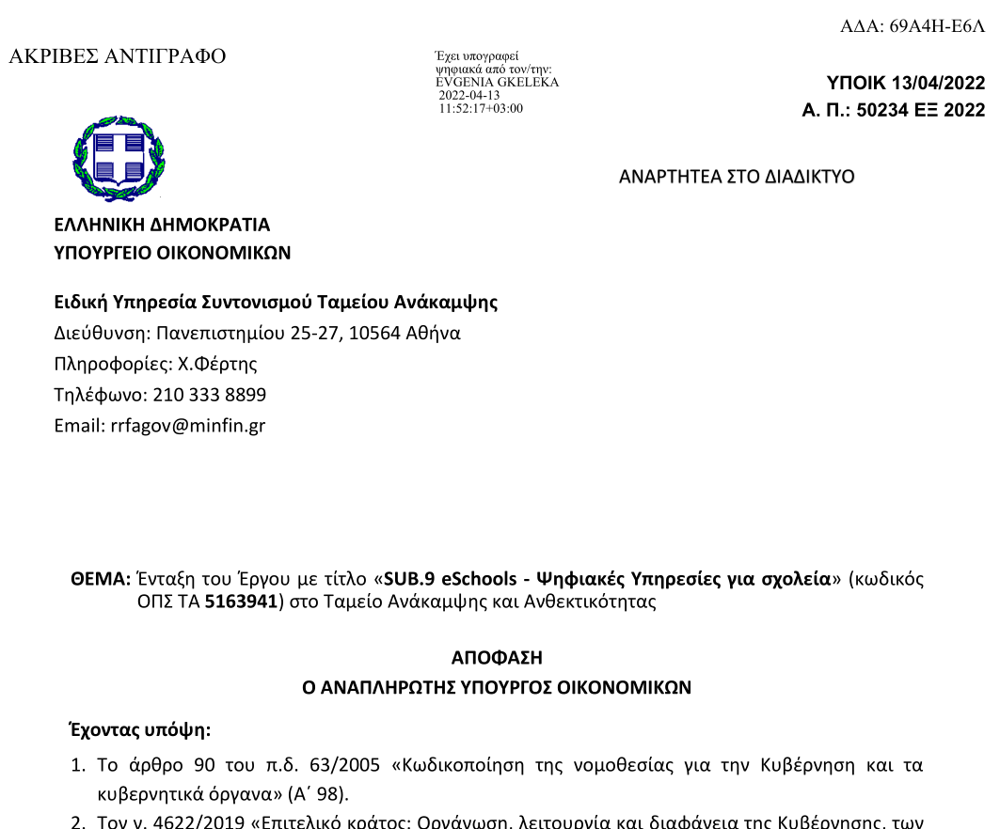 ΑΔΑ: 69Α4Η-Ε6Λ
ΑΚΡΙΒΕΣ ΑΝΤΙΓΡΑΦΟ
Έχει υπογραφεί
ψηφιακά από τον/την:
EVGENIA GKELEKA
2022-04-13
11:52:17+03:00
ΥΠΟΙΚ 13/04/2022
Α. Π.: 50234 ΕΞ 2022
ΑΝΑΡΤΗΤΕΑ ΣΤΟ ΔΙΑΔΙΚΤΥΟ
ΕΛΛΗΝΙΚΗ ΔΗΜΟΚΡΑΤΙΑ
ΥΠΟΥΡΓΕΙΟ ΟΙΚΟΝΟΜΙΚΩΝ
Ειδική Υπηρεσία Συντονισμού Ταμείου Ανάκαμψης
Διεύθυνση: Πανεπιστημίου 25-27, 10564 Αθήνα
Πληροφορίες: Χ.Φέρτης
Τηλέφωνο: 210 333 8899
Email: rrfagov@minfin.gr
ΘΕΜΑ: Ένταξη του Έργου με τίτλο «SUB.9 eSchools - Ψηφιακές Υπηρεσίες για σχολεία» (κωδικός
ΟΠΣ ΤΑ 5163941) στο Ταμείο Ανάκαμψης και Ανθεκτικότητας
ΑΠΟΦΑΣΗ
Ο ΑΝΑΠΛΗΡΩΤΗΣ ΥΠΟΥΡΓΟΣ ΟΙΚΟΝΟΜΙΚΩΝ
Έχοντας υπόψη:
1. Το άρθρο 90 του π.δ. 63/2005 «Κωδικοποίηση της νομοθεσίας για την Κυβέρνηση και τα
κυβερνητικά όργανα» (Α΄ 98).
2. Τον ν. 4622/2019 «Επιτελικό κράτος: Οργάνωση, λειτουργία και διαφάνεια της Κυβέρνησης, των